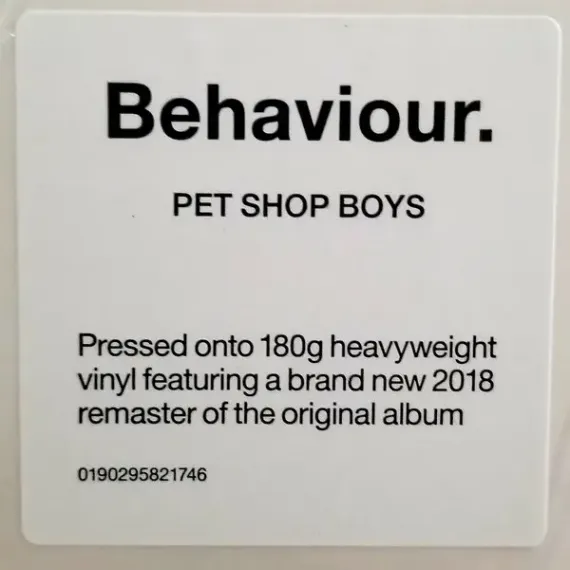 Behaviour.
PET SHOP BOYS
Pressed onto 180g heavyweight
vinyl featuring a brand new 2018
remaster of the original album
0190295821746